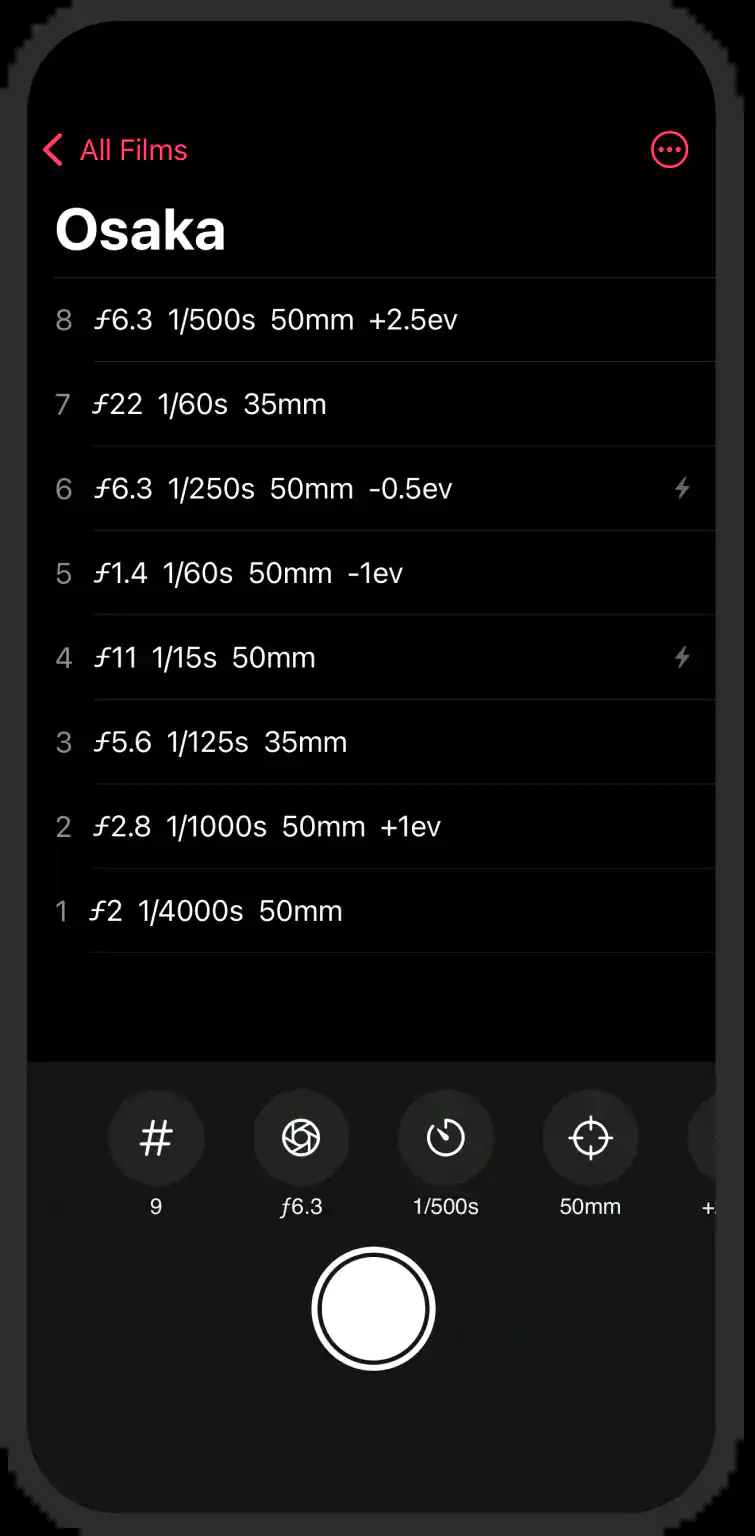 All Films
Osaka
8 ƒ6.3 1/500s 50mm +2.5ev
7 ƒ22 1/60s 35mm
6 ƒ6.3 1/250s 50mm -0.5ev
5 ƒ1.4 1/60s 50mm -1ev
4 ƒ11 1/15s 50mm
3 ƒ5.6 1/125s 35mm
2 ƒ2.8 1/1000s 50mm +1ev
1 ƒ2 1/4000s 50mm
#
9 ƒ6.3 1/500s 50mm